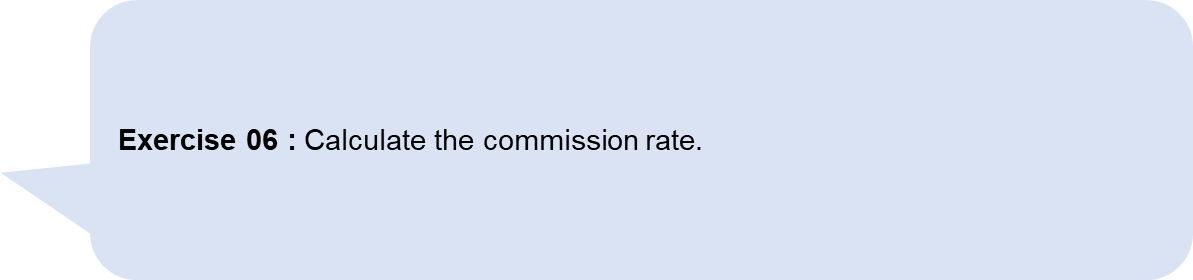 Exercise 06 : Calculate the commission rate.